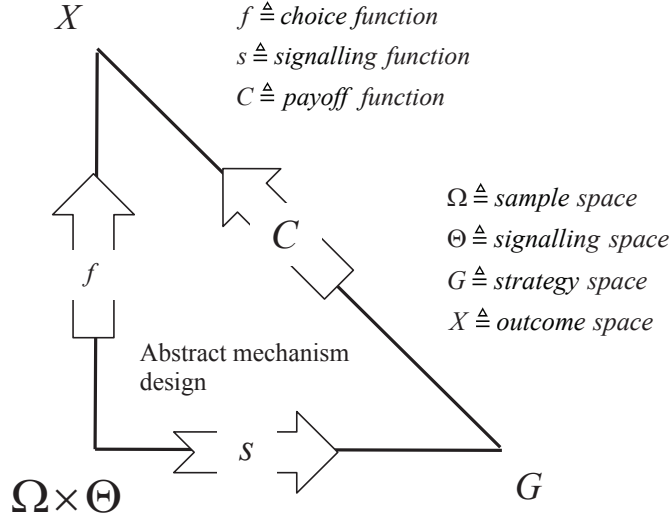 X
f ≜ choice function
s ≜ signalling function
C ≜ payoff function
Ω ≜ sample space
Θ ≜ signalling space
G ≜ strategy space
X ≜ outcome space
C
f
Abstract mechanism
design
s
Ω×Θ
G